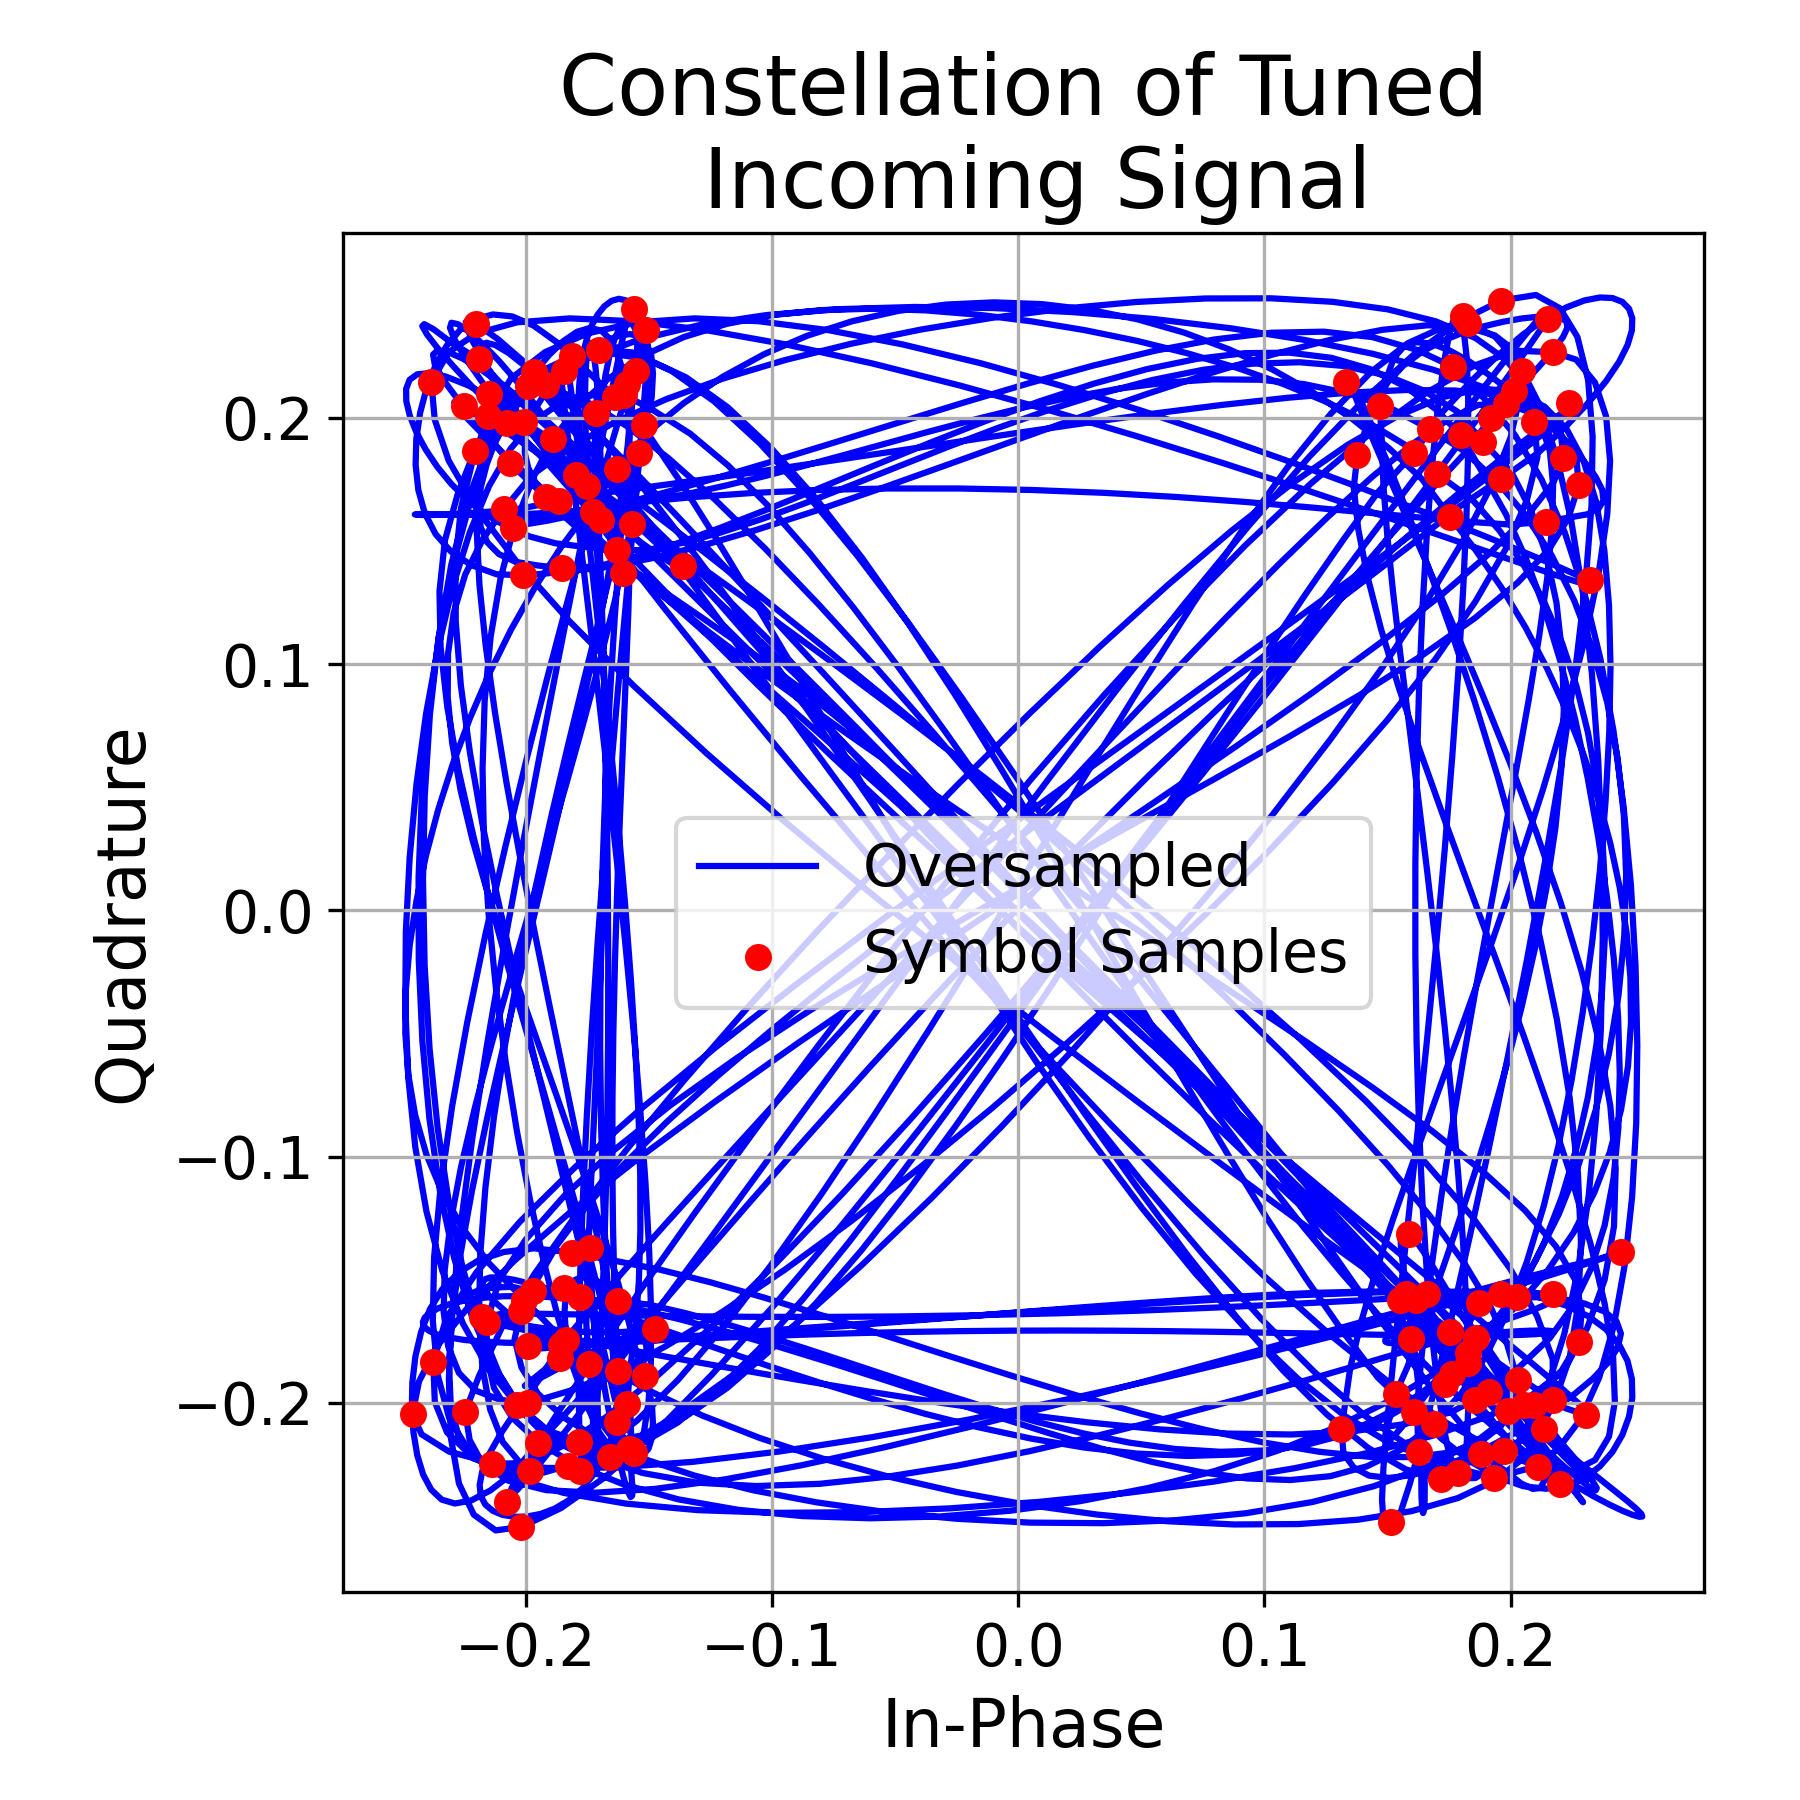 Constellation of Tuned
Incoming Signal
Quadrature
0.2
0.1
0.0
−0.1
−0.2
Oversampled
Symbol Samples
−0.2 −0.1 0.0 0.1 0.2
In-Phase